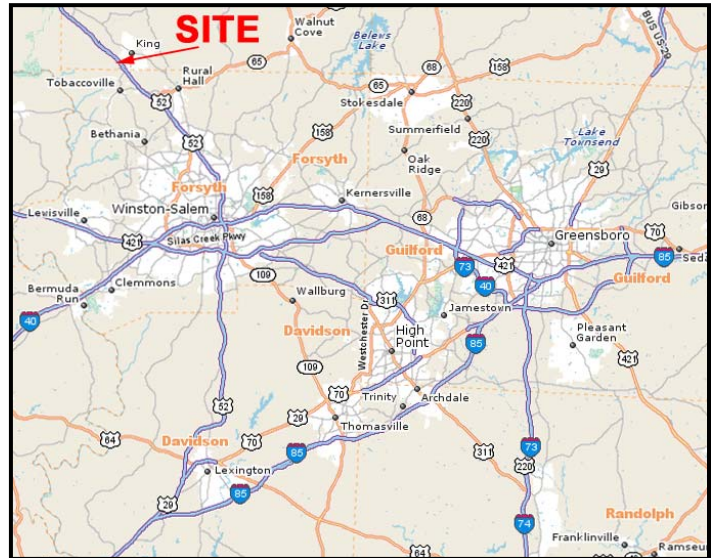 SITE
King
Walnut
Cove
Belews
Lake
BUS US 29
Rural
Hall
65
68
158
Tobaccoville
52
65
Stokesdale
220
Bethania
52
158
Summerfield
220
Lake
Townsend
29
Oak
Ridge
Forsyth
Forsyth
158
Kernersville
Lewisville
Winston-Salem
68
70
Gibso
421
Silas Creek Pkwy
Guilford
Greensboro
85
Sed
73
421
Guilford
109
40
Bermuda
Run
Clemmons
Wallburg
311
Jamestown
40
Davidson
Westchester Dr
High
Point
85
Pleasant
Garden
109
421
70
Trinity
Archdale
52
29
Thomasville
64
Davidson
70
85
311
73
Lexington
220
85
29
74
Randolph
64
Franklinville
64
Ramseu